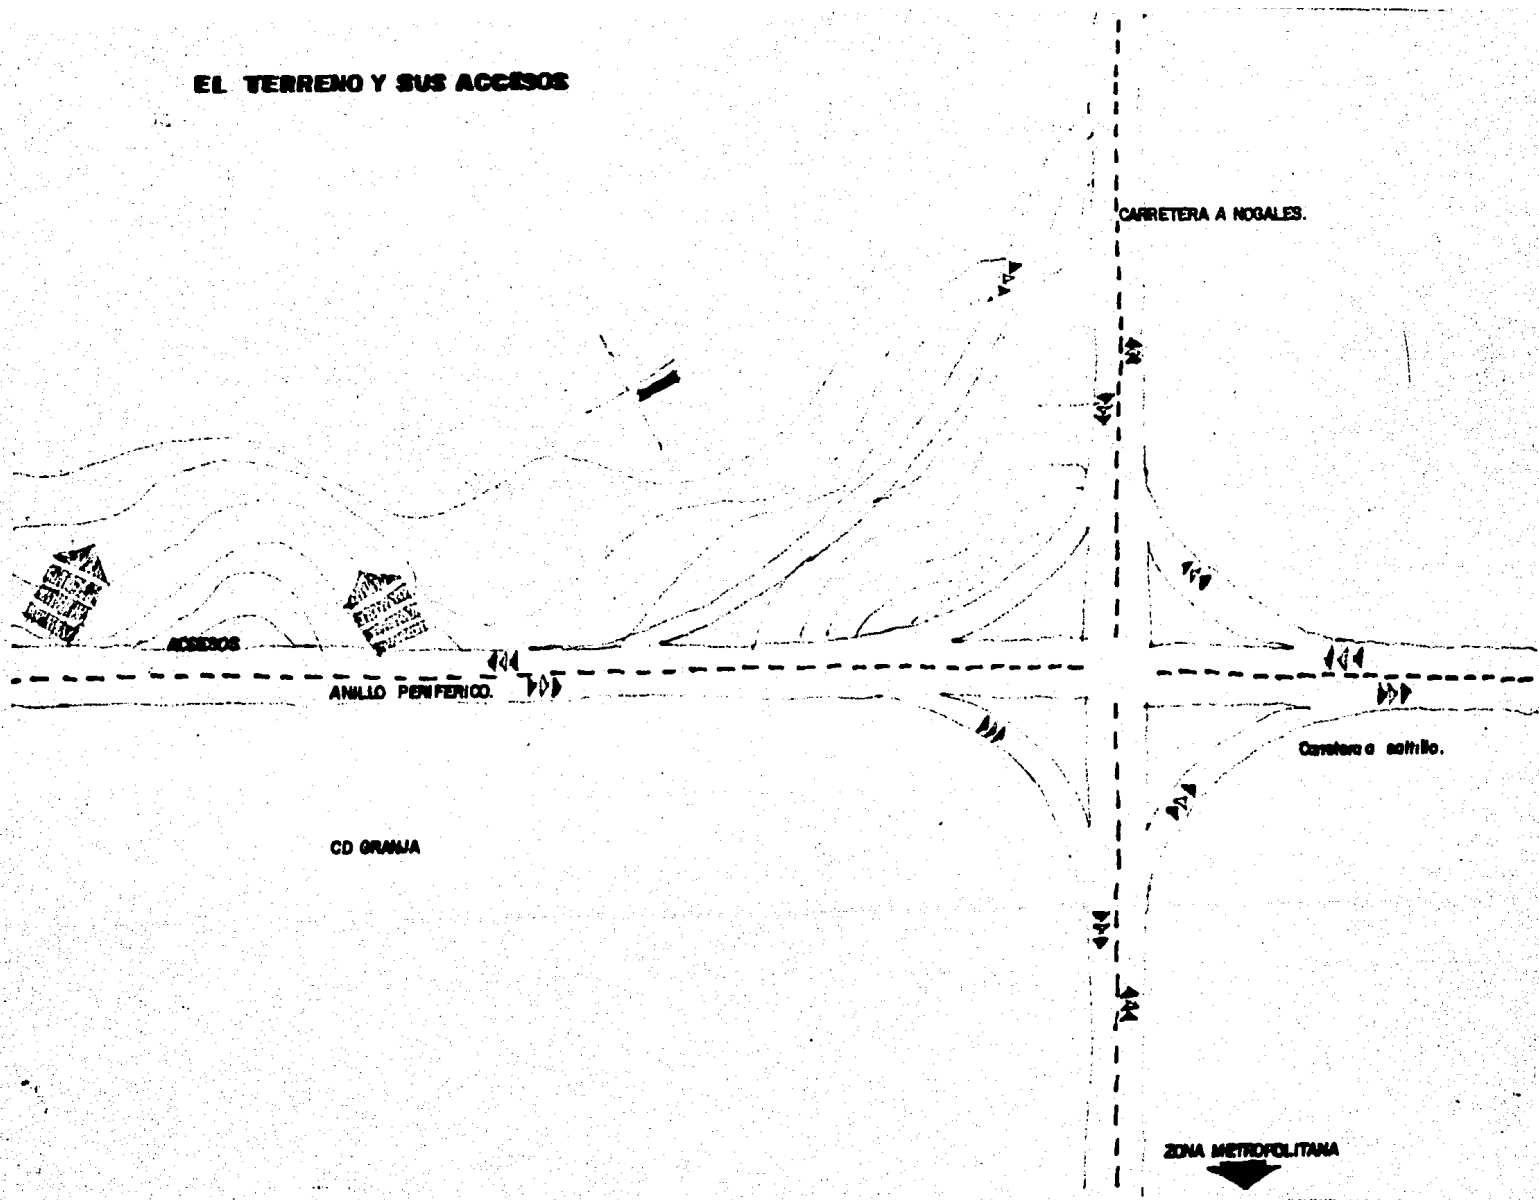 EL TERRENO Y SUS ACCESOS
CARRETERA A NOGALES.
ACCESOS
ANILLO PERIFERICO.
Carretera a saltillo.
CD GRANJA
ZONA METROPOLITANA